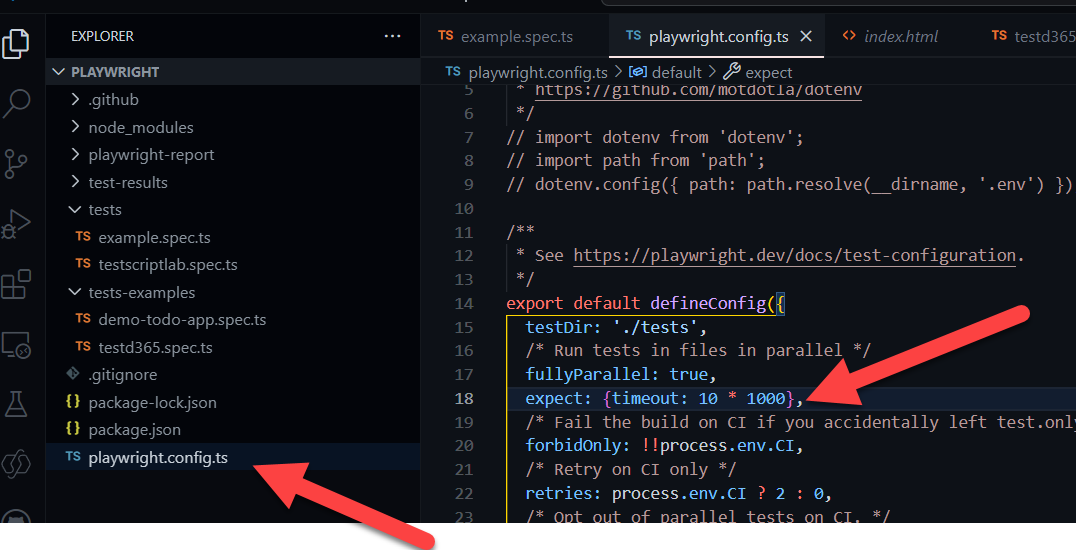 EXPLORER
···
PLAYWRIGHT
.github
node_modules
playwright-report
test-results
tests
TS example.spec.ts
TS testscriptlab.spec.ts
tests-examples
TS demo-todo-app.spec.ts
TS testd365.spec.ts
.gitignore
{} package-lock.json
{} package.json
TS playwright.config.ts
TS example.spec.ts
TS playwright.config.ts ×
<> index.html
TS testd365
TS playwright.config.ts > default > expect
5 * https://github.com/motdotla/dotenv
6 */
7 // import dotenv from 'dotenv';
8 // import path from 'path';
9 // dotenv.config({ path: path.resolve(__dirname, '.env') })
10
11 /**
12 * See https://playwright.dev/docs/test-configuration.
13 */
14 export default defineConfig({
15 testDir: './tests',
16 /* Run tests in files in parallel */
17 fullyParallel: true,
18 expect: {timeout: 10 * 1000},
19 /* Fail the build on CI if you accidentally left test.only
20 forbidOnly: !!process.env.CI,
21 /* Retry on CI only */
22 retries: process.env.CI ? 2 : 0,
23 /* Opt out of parallel tests on CI. */